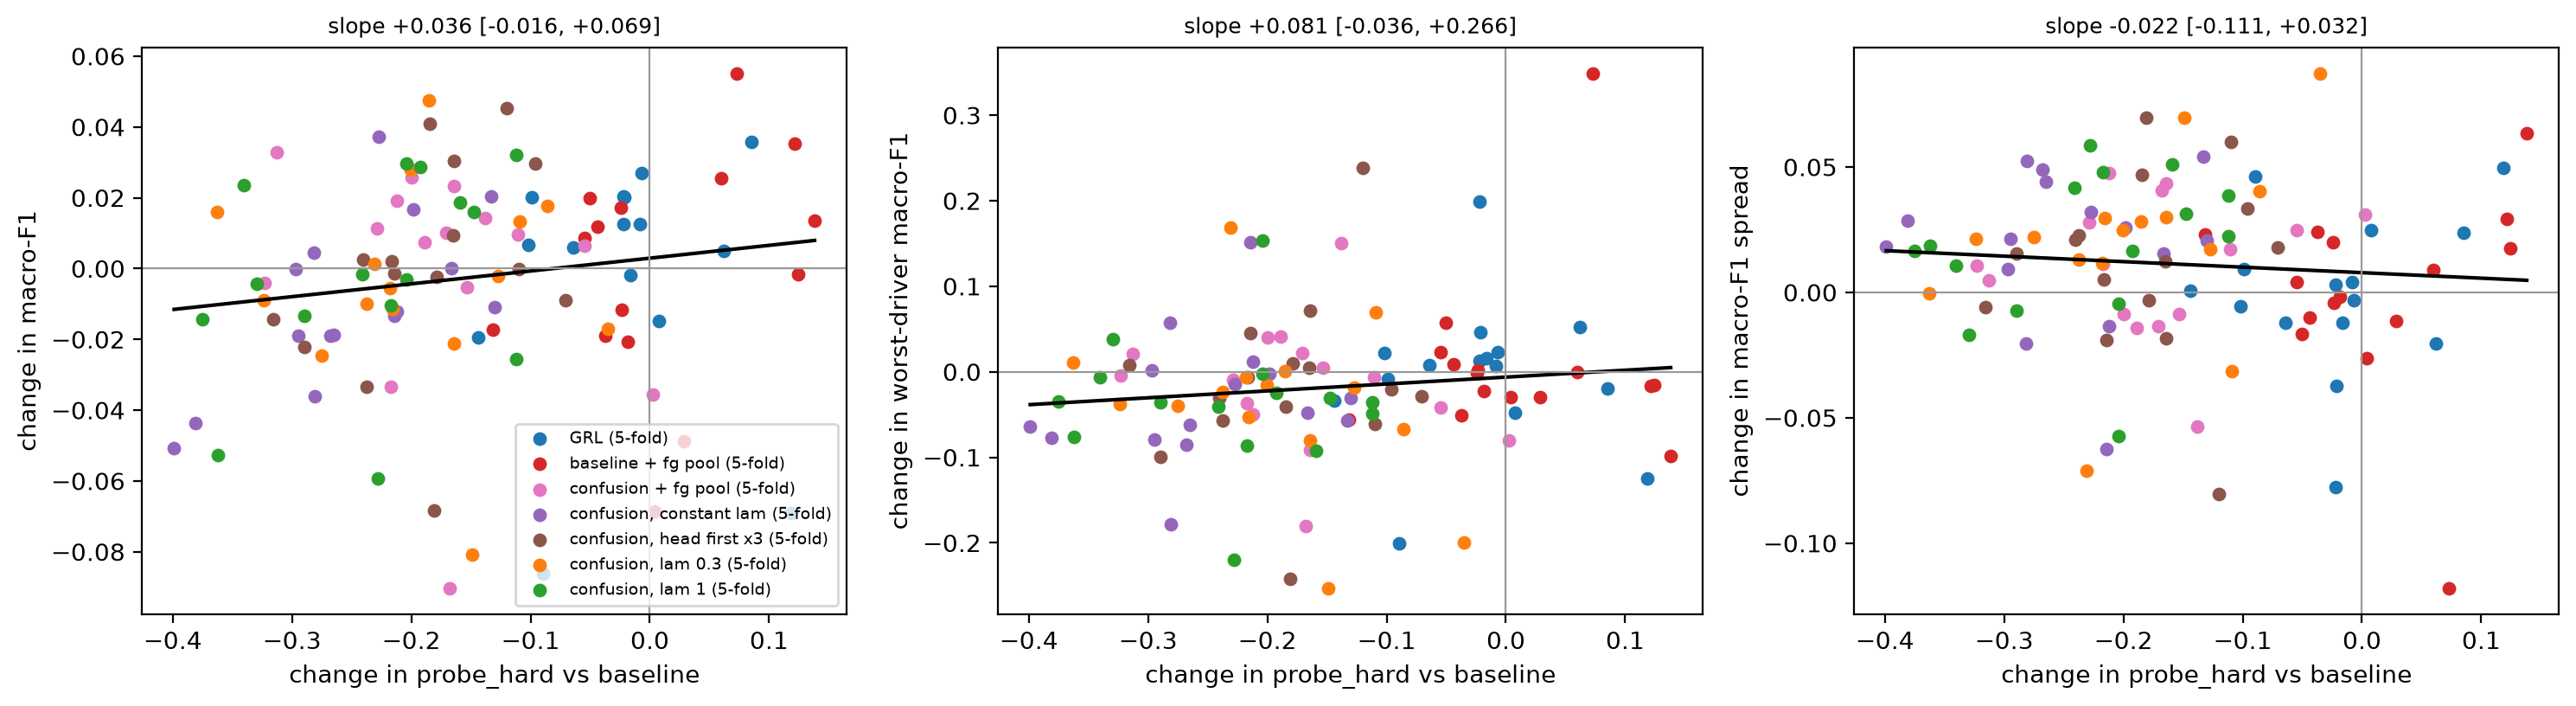 slope +0.036 [-0.016, +0.069]
0.06
0.04
0.02
0.00
−0.02
−0.04
−0.06
−0.08
change in macro-F1
GRL (5-fold)
baseline + fg pool (5-fold)
confusion + fg pool (5-fold)
confusion, constant lam (5-fold)
confusion, head first x3 (5-fold)
confusion, lam 0.3 (5-fold)
confusion, lam 1 (5-fold)
−0.4 −0.3 −0.2 −0.1 0.0 0.1
change in probe_hard vs baseline
slope +0.081 [-0.036, +0.266]
0.3
0.2
0.1
0.0
−0.1
−0.2
change in worst-driver macro-F1
−0.4 −0.3 −0.2 −0.1 0.0 0.1
change in probe_hard vs baseline
slope -0.022 [-0.111, +0.032]
0.05
0.00
−0.05
−0.10
change in macro-F1 spread
−0.4 −0.3 −0.2 −0.1 0.0 0.1
change in probe_hard vs baseline